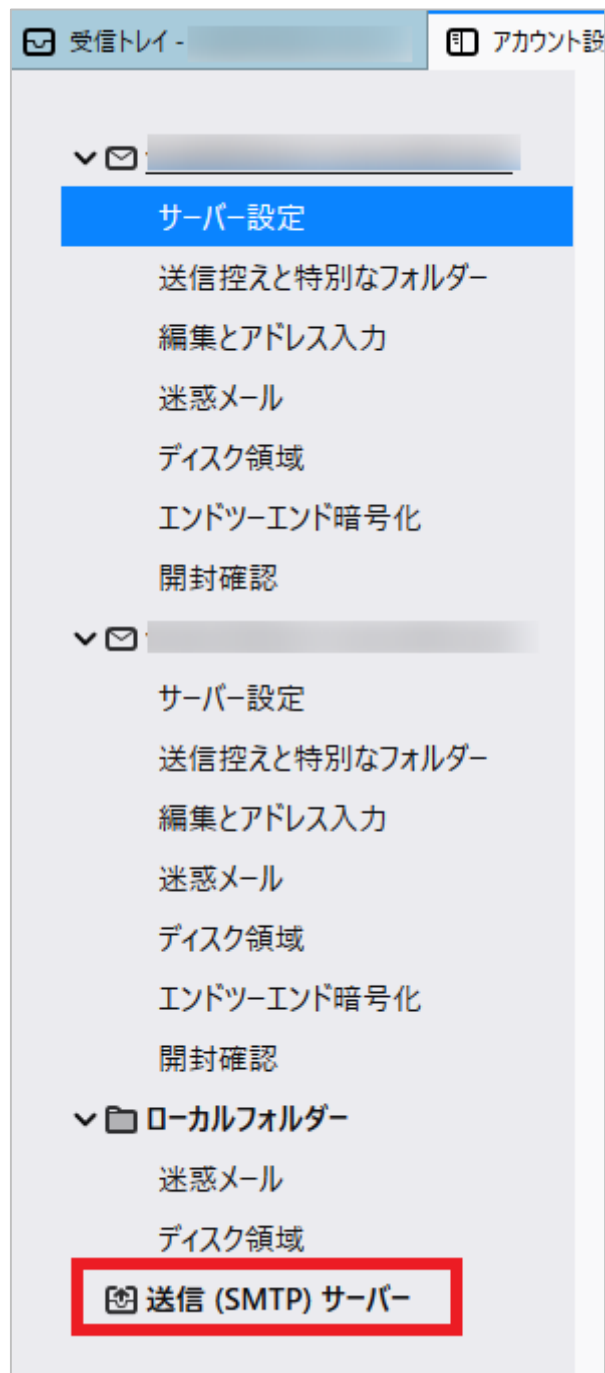 受信トレイ -
アカウント設
サーバー設定
送信控えと特別なフォルダー
編集とアドレス入力
迷惑メール
ディスク領域
エンドツーエンド暗号化
開封確認
サーバー設定
送信控えと特別なフォルダー
編集とアドレス入力
迷惑メール
ディスク領域
エンドツーエンド暗号化
開封確認
ローカルフォルダー
迷惑メール
ディスク領域
送信 (SMTP) サーバー